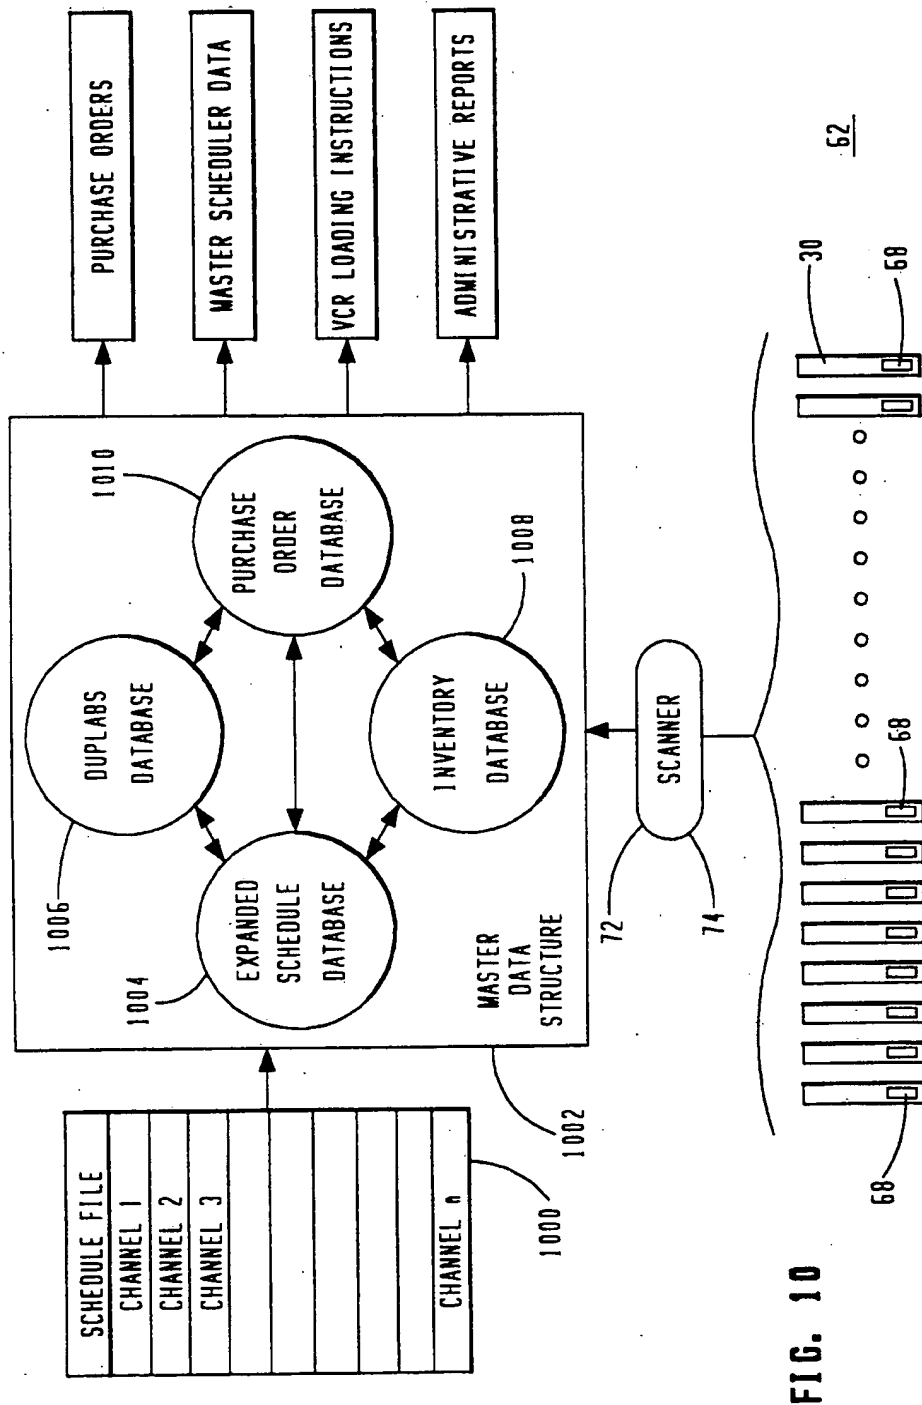 SCHEDULE FILE
CHANNEL 1
CHANNEL 2
CHANNEL 3
CHANNEL n
1000
1002
MASTER
DATA
STRUCTURE
1004
EXPANDED
SCHEDULE
DATABASE
1006
DUPLABS
DATABASE
1010
PURCHASE
ORDER
DATABASE
1008
INVENTORY
DATABASE
PURCHASE ORDERS
MASTER SCHEDULER DATA
VCR LOADING INSTRUCTIONS
ADMINISTRATIVE REPORTS
72
SCANNER
74
62
30
68
68
68
FIG. 10